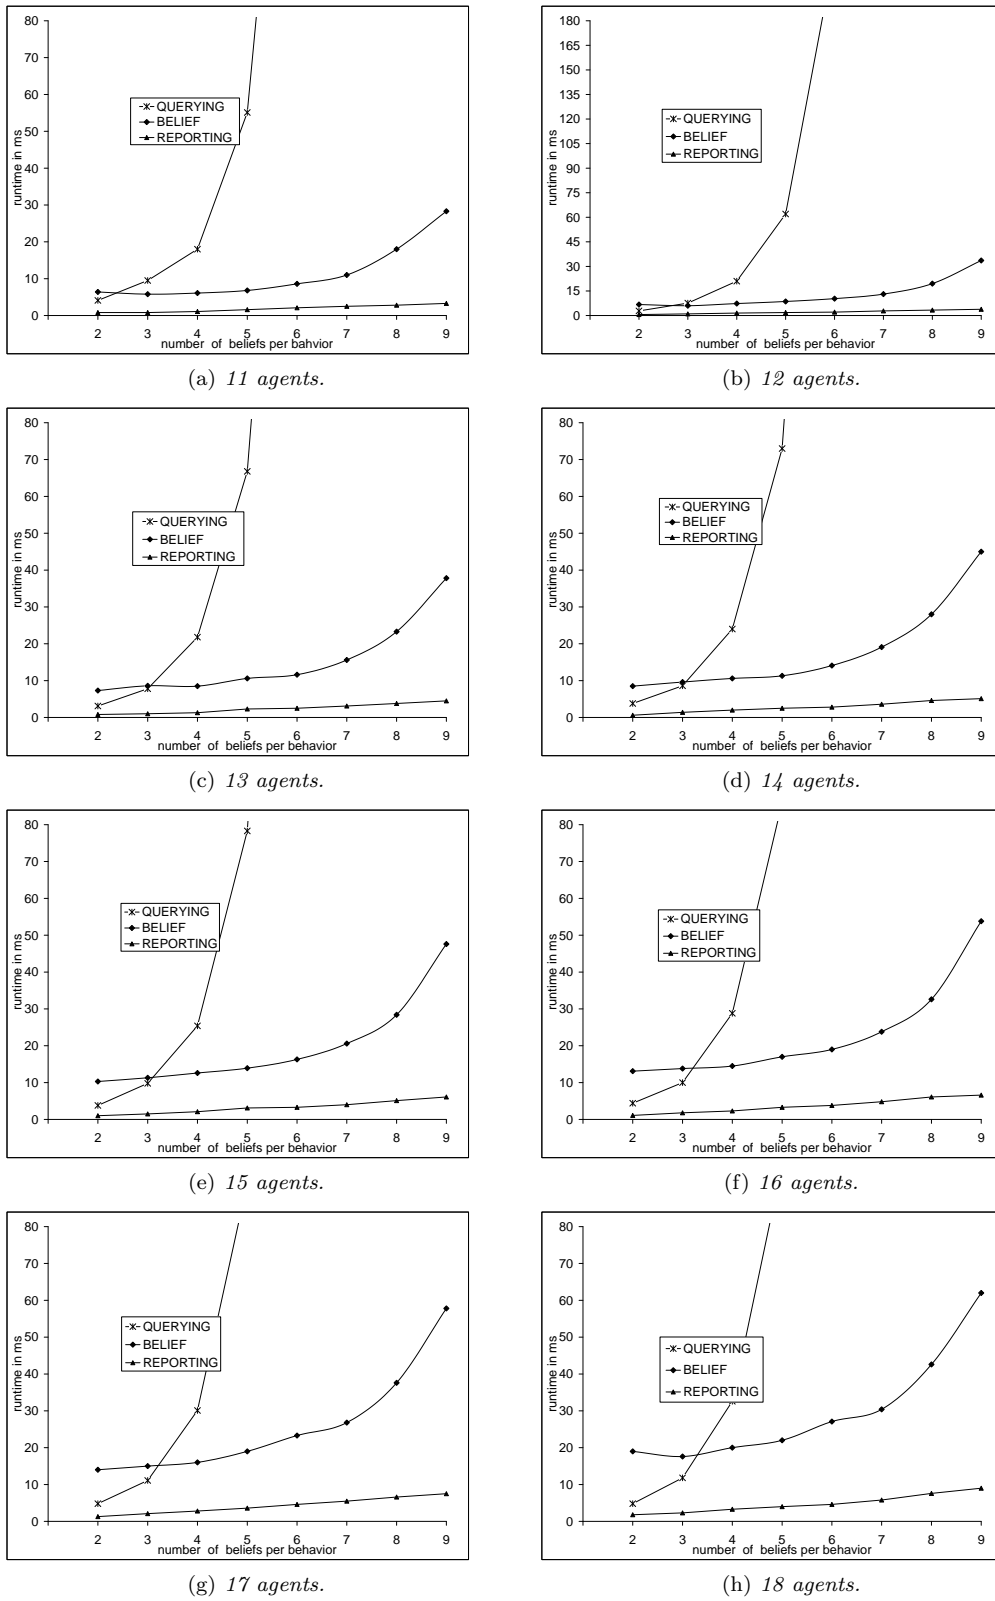 80
70
60
50
40
30
20
10
0
runtime in ms
QUERYING
BELIEF
REPORTING
2 3 4 5 6 7 8 9
number of beliefs per bahvior
(a) 11 agents.
180
165
150
135
120
105
90
75
60
45
30
15
0
runtime in ms
QUERYING
BELIEF
REPORTING
2 3 4 5 6 7 8 9
number of beliefs per behavior
(b) 12 agents.
80
70
60
50
40
30
20
10
0
runtime in ms
QUERYING
BELIEF
REPORTING
2 3 4 5 6 7 8 9
number of beliefs per behavior
(c) 13 agents.
80
70
60
50
40
30
20
10
0
runtime in ms
QUERYING
BELIEF
REPORTING
2 3 4 5 6 7 8 9
number of beliefs per behavior
(d) 14 agents.
80
70
60
50
40
30
20
10
0
runtime in ms
QUERYING
BELIEF
REPORTING
2 3 4 5 6 7 8 9
number of beliefs per behavior
(e) 15 agents.
80
70
60
50
40
30
20
10
0
runtime in ms
QUERYING
BELIEF
REPORTING
2 3 4 5 6 7 8 9
number of beliefs per behavior
(f) 16 agents.
80
70
60
50
40
30
20
10
0
runtime in ms
QUERYING
BELIEF
REPORTING
2 3 4 5 6 7 8 9
number of beliefs per behavior
(g) 17 agents.
80
70
60
50
40
30
20
10
0
runtime in ms
QUERYING
BELIEF
REPORTING
2 3 4 5 6 7 8 9
number of beliefs per behavior
(h) 18 agents.